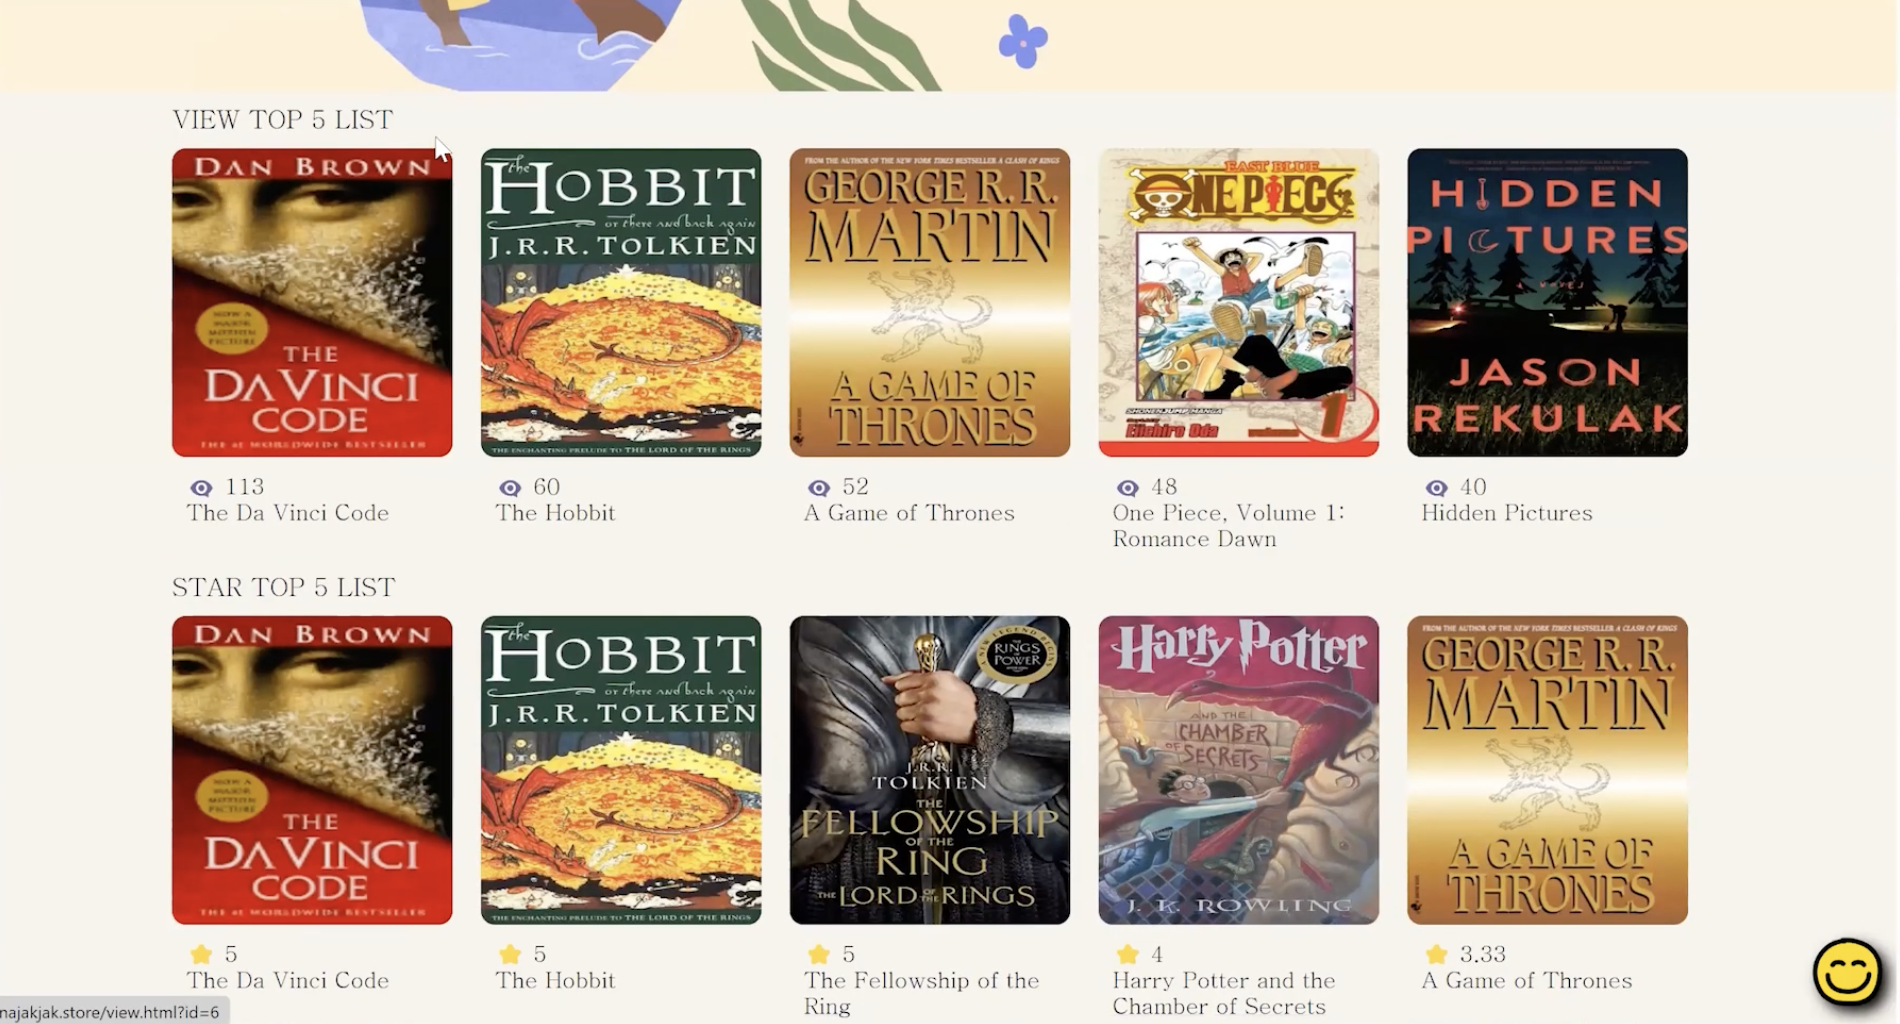 VIEW TOP 5 LIST
DAN BROWN
NOW A
MAJOR
MOTION
PICTURE
THE
DA VINCI
CODE
THE #1 WORLDWIDE BESTSELLER
113
The Da Vinci Code
the
HOBBIT
or there and back again
J.R.R. TOLKIEN
THE ENCHANTING PRELUDE TO THE LORD OF THE RINGS
60
The Hobbit
FROM THE AUTHOR OF THE NEW YORK TIMES BESTSELLER A CLASH OF KINGS
GEORGE R. R.
MARTIN
A GAME OF
THRONES
52
A Game of Thrones
EAST BLUE
ONE PIECE
SHONEN JUMP MANGA
Eiichiro Oda
1
48
One Piece, Volume 1:
Romance Dawn
HIDDEN
PICTURES
A NOVEL
JASON
REKULAK
40
Hidden Pictures
STAR TOP 5 LIST
DAN BROWN
NOW A
MAJOR
MOTION
PICTURE
THE
DA VINCI
CODE
THE #1 WORLDWIDE BESTSELLER
5
The Da Vinci Code
the
HOBBIT
or there and back again
J.R.R. TOLKIEN
THE ENCHANTING PRELUDE TO THE LORD OF THE RINGS
5
The Hobbit
A NEW LEGEND BEGINS
THE
RINGS
OF
POWER
J.R.R.
TOLKIEN
THE
FELLOWSHIP
OF THE
RING
THE LORD OF THE RINGS
5
The Fellowship of the
Ring
Harry Potter
AND THE
CHAMBER
OF SECRETS
J. K. ROWLING
4
Harry Potter and the
Chamber of Secrets
FROM THE AUTHOR OF THE NEW YORK TIMES BESTSELLER A CLASH OF KINGS
GEORGE R. R.
MARTIN
A GAME OF
THRONES
3.33
A Game of Thrones
najakjak.store/view.html?id=6